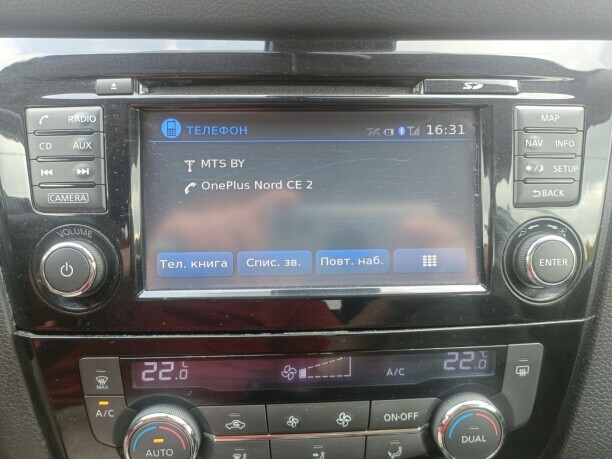 SD
RADIO
CD AUX
CAMERA
VOLUME
ТЕЛЕФОН 16:31
MTS BY
OnePlus Nord CE 2
Тел. книга Спис. зв. Повт. наб.
MAP
NAV INFO
SETUP
BACK
ENTER
22.0°C A/C 22.0°C
MAX
A/C
AUTO
ON·OFF
DUAL